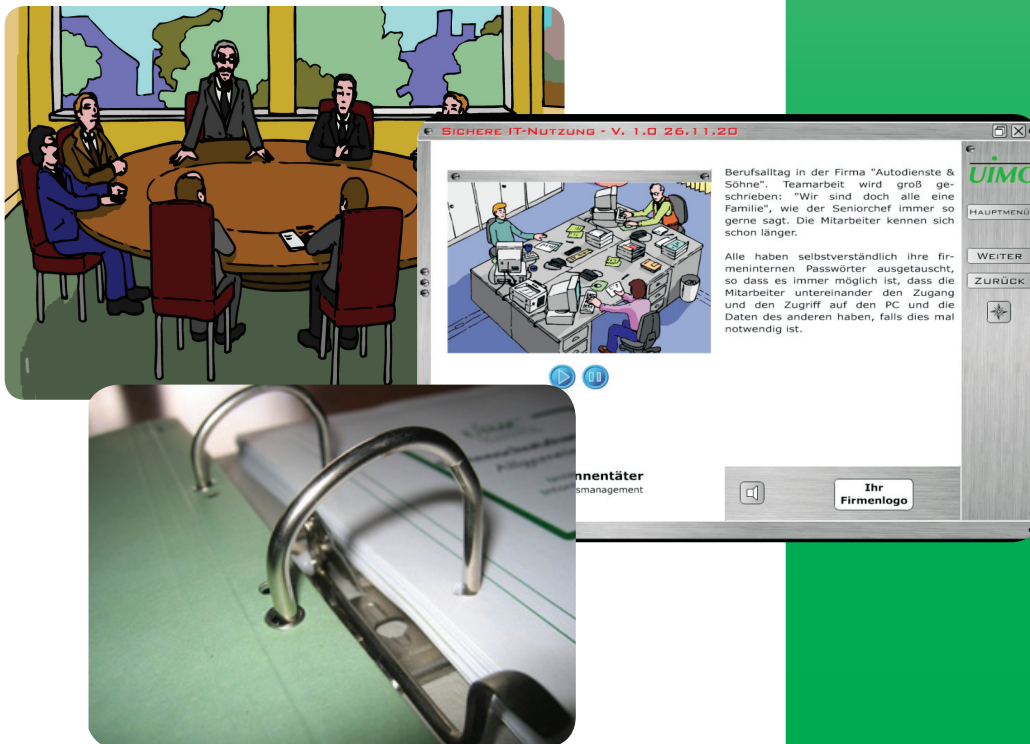 SICHERE IT-NUTZUNG - V. 1.0 26.11.20
UIMC
Berufsalltag in der Firma "Autodienste &
Söhne". Teamarbeit wird groß ge-
schrieben: "Wir sind doch alle eine
Familie", wie der Seniorchef immer so
gerne sagt. Die Mitarbeiter kennen sich
schon länger.
Alle haben selbstverständlich ihre fir-
meninternen Passwörter ausgetauscht,
so dass es immer möglich ist, dass die
Mitarbeiter untereinander den Zugang
und den Zugriff auf den PC und die
Daten des anderen haben, falls dies mal
notwendig ist.
HAUPTMENÜ
WEITER
ZURÜCK
nnentäter
smanagement
Ihr
Firmenlogo